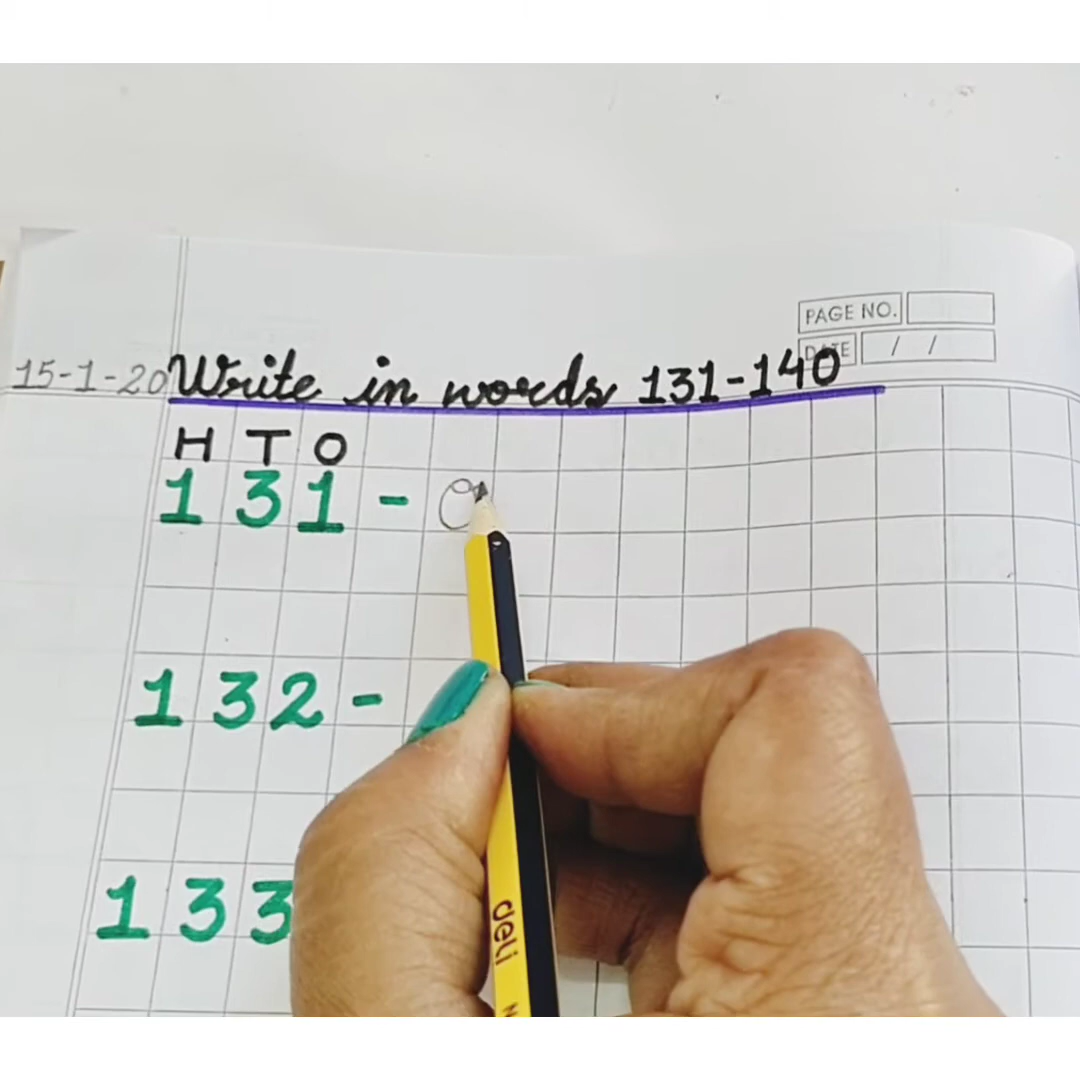 PAGE NO.
DATE / /
15-1-20 Write in words 131-140
H T O
131 - O
132 -
133
deli